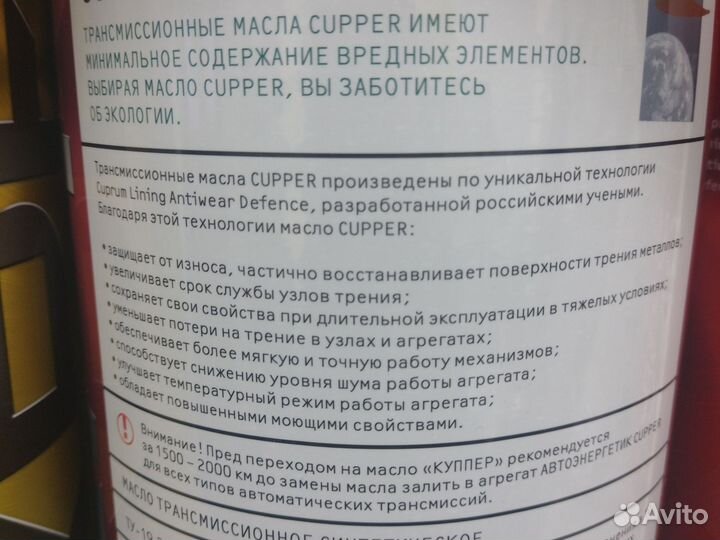 ТРАНСМИССИОННЫЕ МАСЛА CUPPER ИМЕЮТ
МИНИМАЛЬНОЕ СОДЕРЖАНИЕ ВРЕДНЫХ ЭЛЕМЕНТОВ.
ВЫБИРАЯ МАСЛО CUPPER, ВЫ ЗАБОТИТЕСЬ
ОБ ЭКОЛОГИИ.
Трансмиссионные масла CUPPER произведены по уникальной технологии
Cuprum Lining Antiwear Defence, разработанной российскими учеными.
Благодаря этой технологии масло CUPPER:
• защищает от износа, частично восстанавливает поверхности трения металлов;
• увеличивает срок службы узлов трения;
• сохраняет свои свойства при длительной эксплуатации в тяжелых условиях;
• уменьшает потери на трение в узлах и агрегатах;
• обеспечивает более мягкую и точную работу механизмов;
• способствует снижению уровня шума работы агрегата;
• улучшает температурный режим работы агрегата;
• обладает повышенными моющими свойствами.
Внимание! Пред переходом на масло «КУППЕР» рекомендуется
за 1500 – 2000 км до замены масла залить в агрегат АВТОЭНЕРГЕТИК CUPPER
для всех типов автоматических трансмиссий.
МАСЛО ТРАНСМИССИОННОЕ СИНТЕТИЧЕСКОЕ
ТУ-19
Avito